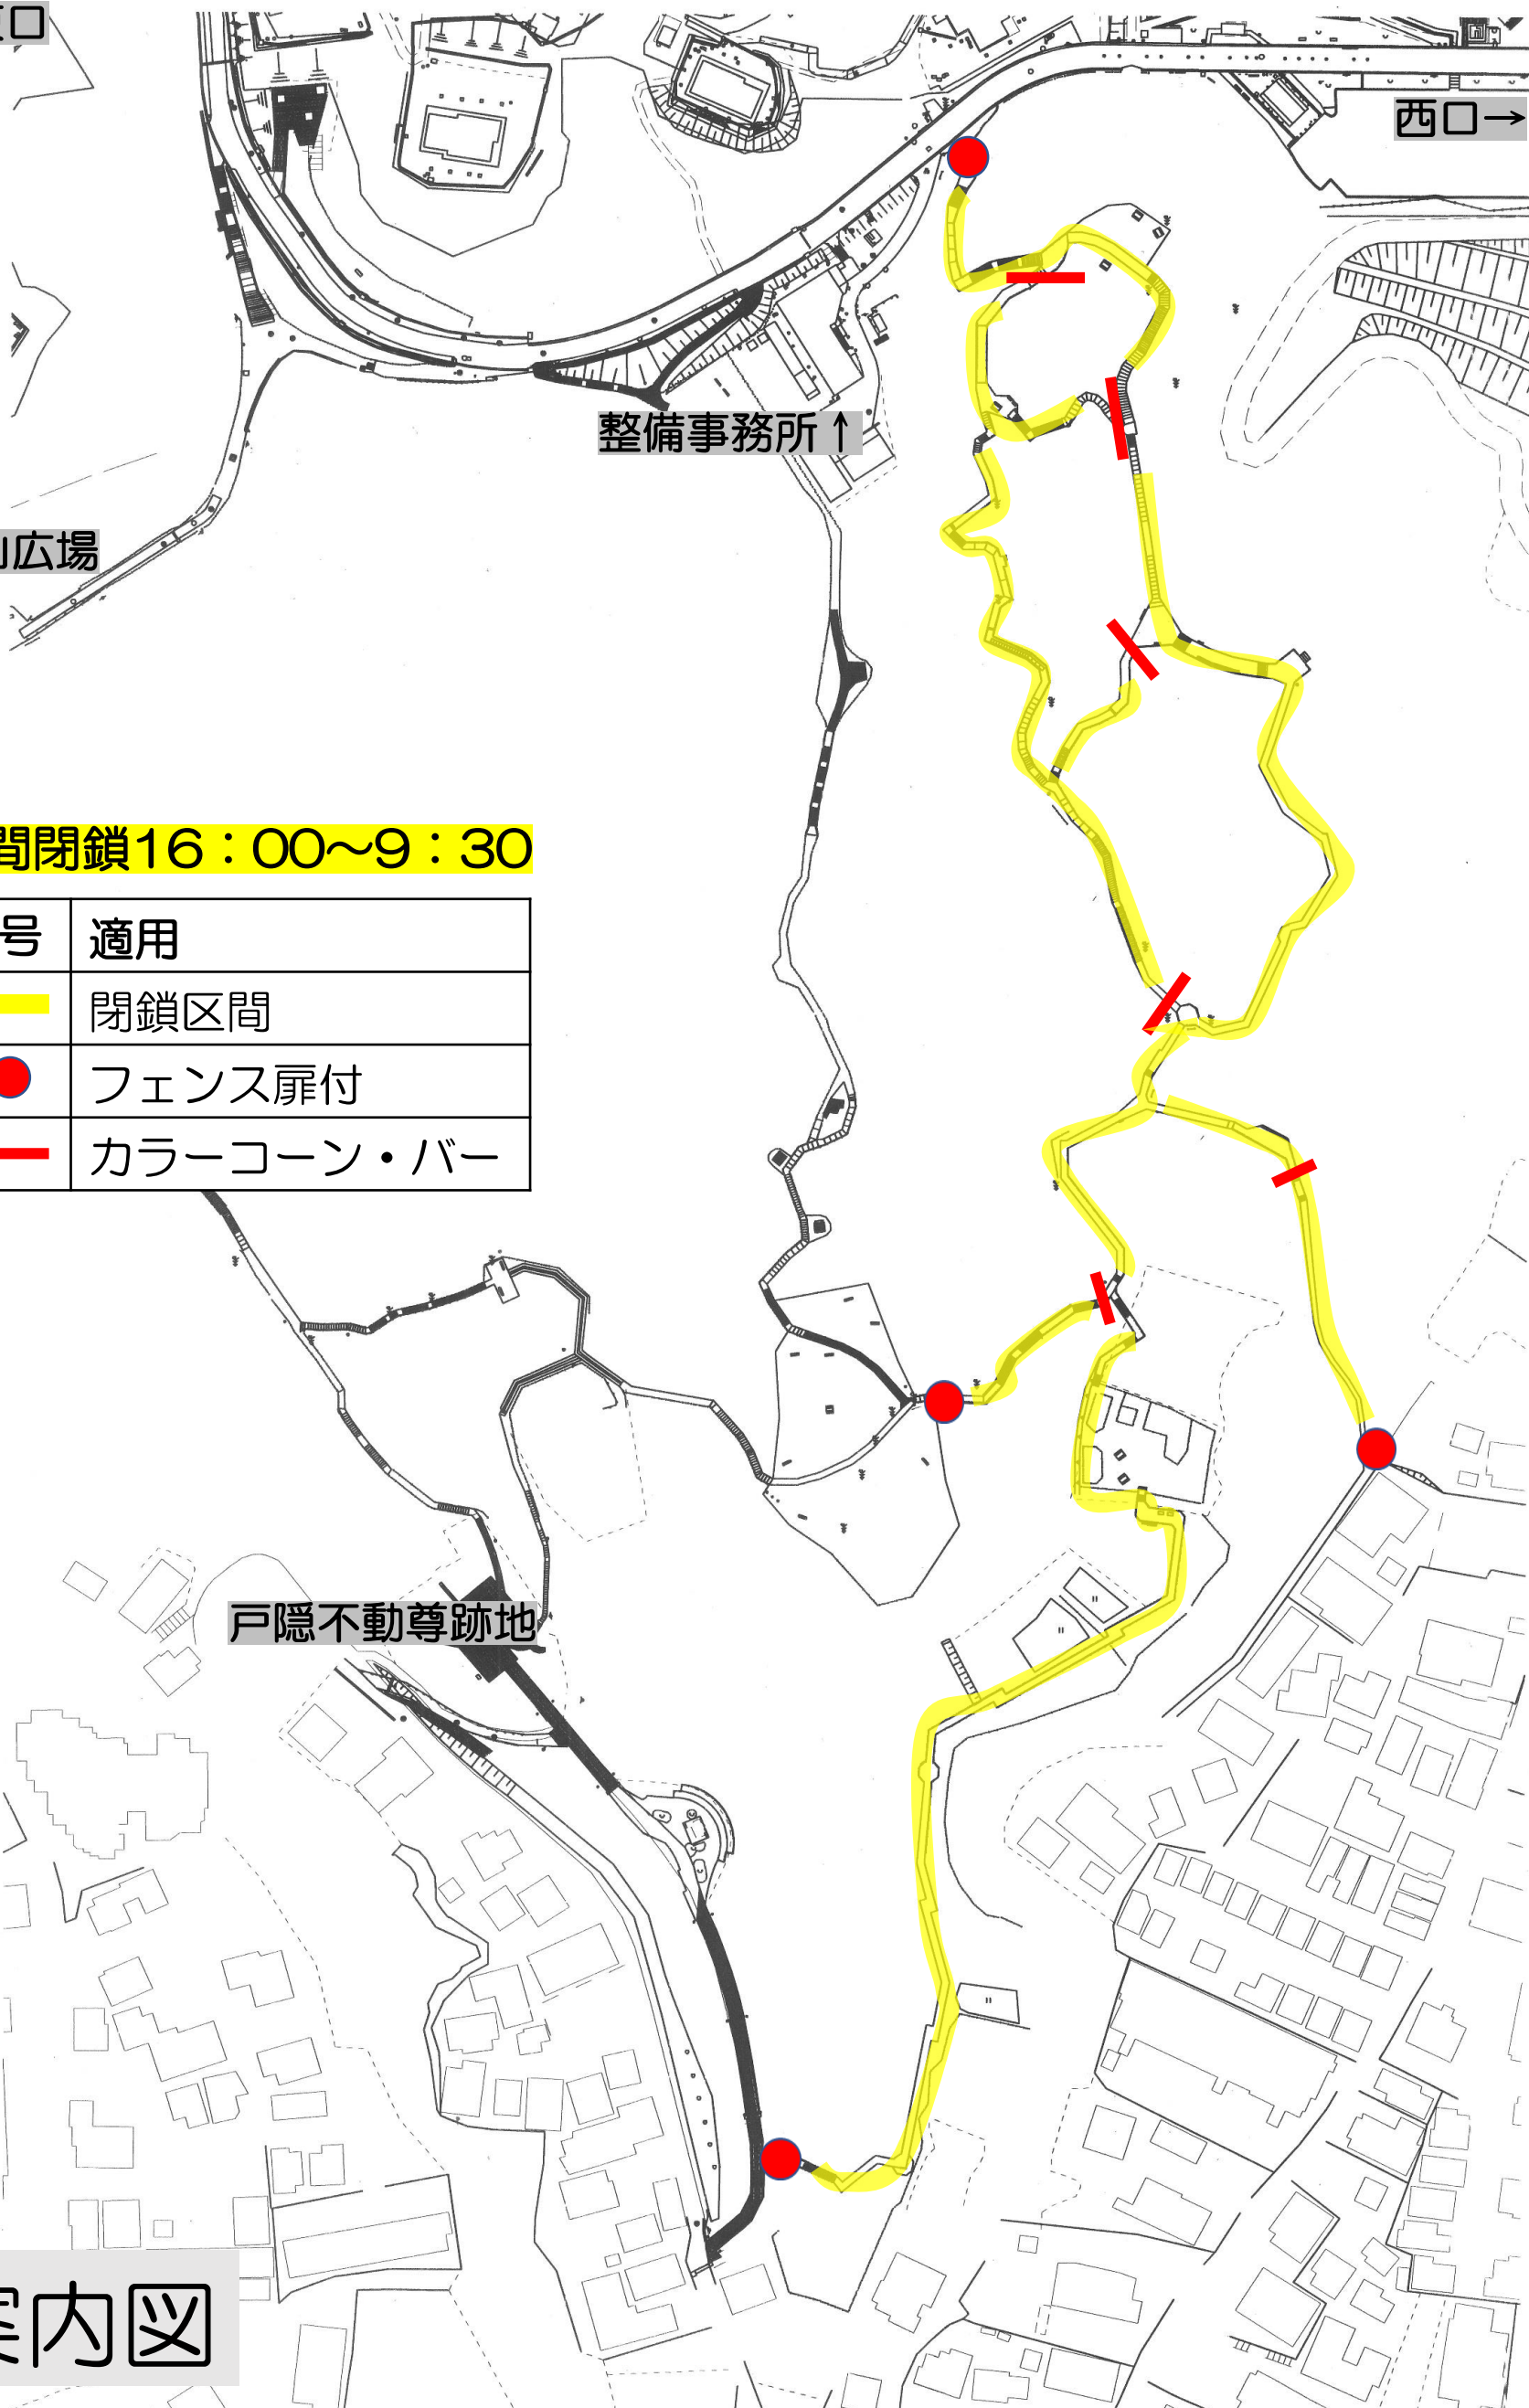 口
西口→
整備事務所↑
広場
間閉鎖16：00～9：30
号 適用
閉鎖区間
フェンス扉付
カラーコーン・バー
戸隠不動尊跡地
案内図